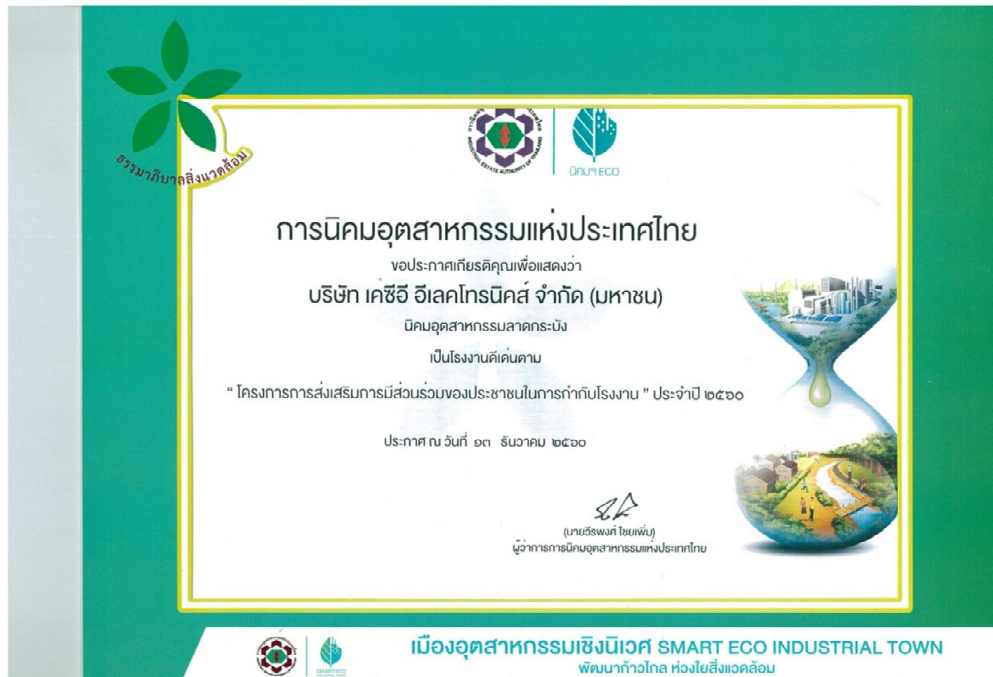 ธรรมาภิบาลสิ่งแวดล้อม
INDUSTRIAL ESTATE AUTHORITY OF THAILAND
นิคมฯ ECO
การนิคมอุตสาหกรรมแห่งประเทศไทย
ขอประกาศเกียรติคุณเพื่อแสดงว่า
บริษัท เคซีอี อีเลคโทรนิคส์ จำกัด (มหาชน)
นิคมอุตสาหกรรมลาดกระบัง
เป็นโรงงานดีเด่นตาม
“ โครงการการส่งเสริมการมีส่วนร่วมของประชาชนในการกำกับโรงงาน ” ประจำปี ๒๕๖๐
ประกาศ ณ วันที่ ๑๓ ธันวาคม ๒๕๖๐
(นายวีรพงศ์ ไชยเพิ่ม)
ผู้ว่าการการนิคมอุตสาหกรรมแห่งประเทศไทย
เมืองอุตสาหกรรมเชิงนิเวศ SMART ECO INDUSTRIAL TOWN
พัฒนาก้าวไกล ห่วงใยสิ่งแวดล้อม